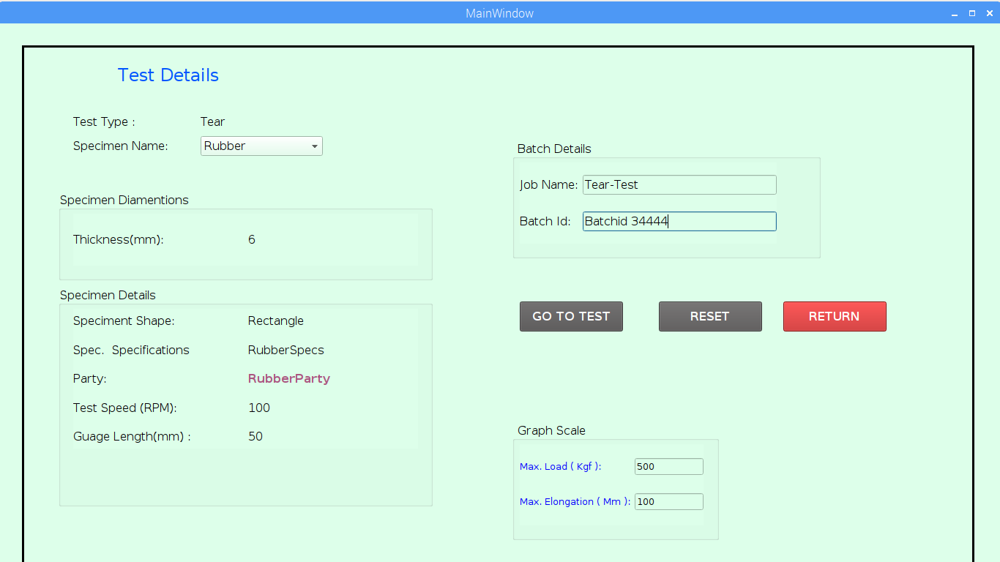 MainWindow
Test Details
Test Type : Tear
Specimen Name: Rubber
Specimen Diamentions
Thickness(mm): 6
Specimen Details
Speciment Shape: Rectangle
Spec. Specifications RubberSpecs
Party: RubberParty
Test Speed (RPM): 100
Guage Length(mm) : 50
Batch Details
Job Name: Tear-Test
Batch Id: Batchid 34444
GO TO TEST RESET RETURN
Graph Scale
Max. Load ( Kgf ): 500
Max. Elongation ( Mm ): 100